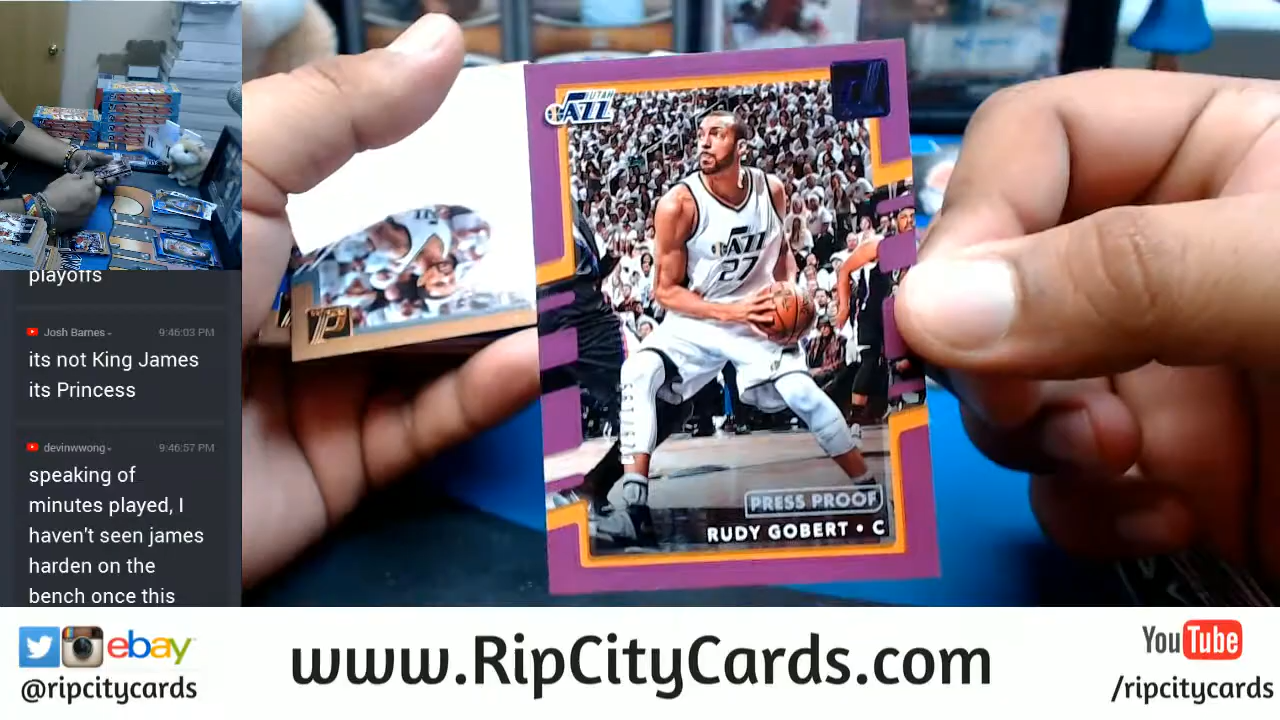 playoffs
Josh Barnes
9:46:03 PM
its not King James
its Princess
devinwwong
9:46:57 PM
speaking of
minutes played, I
haven't seen james
harden on the
bench once this
UTAH
JAZZ
JAZZ
27
PRESS PROOF
RUDY GOBERT • C
ebay
@ripcitycards
www.RipCityCards.com
YouTube
/ripcitycards